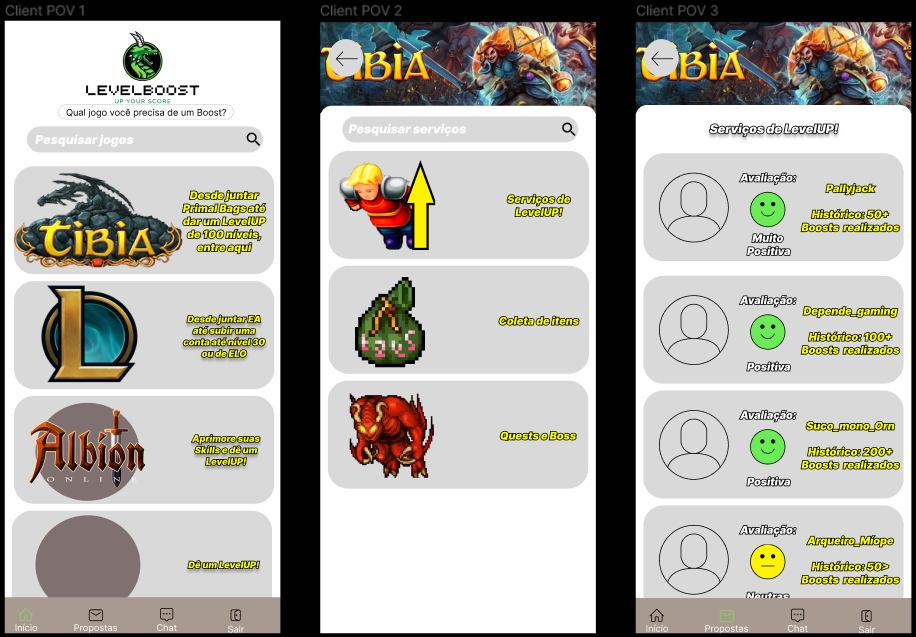 Client POV 1
LEVELBOOST
UP YOUR SCORE
Qual jogo você precisa de um Boost?
Pesquisar jogos
TIBIA
Desde juntar
Primal Bags até
dar um LevelUP
de 100 níveis,
entre aqui
L
Desde juntar EA
até subir uma
conta até nível 30
ou de ELO
Albion
ONLINE
Aprimore suas
Skills e dê um
LevelUP!
Dê um LevelUP!
Início
Propostas
Chat
Sair
Client POV 2
TIBIA
Pesquisar serviços
Serviços de
LevelUP!
Coleta de itens
Quests e Boss
Client POV 3
TIBIA
Serviços de LevelUP!
Avaliação:
Muito
Positiva
Pallyjack
Histórico: 50+
Boosts realizados
Avaliação:
Positiva
Depende_gaming
Histórico: 100+
Boosts realizados
Avaliação:
Positiva
Suco_mono_Orn
Histórico: 200+
Boosts realizados
Avaliação:
Neutras
Arqueiro_Míope
Histórico: 50>
Boosts realizados
Início
Propostas
Chat
Sair